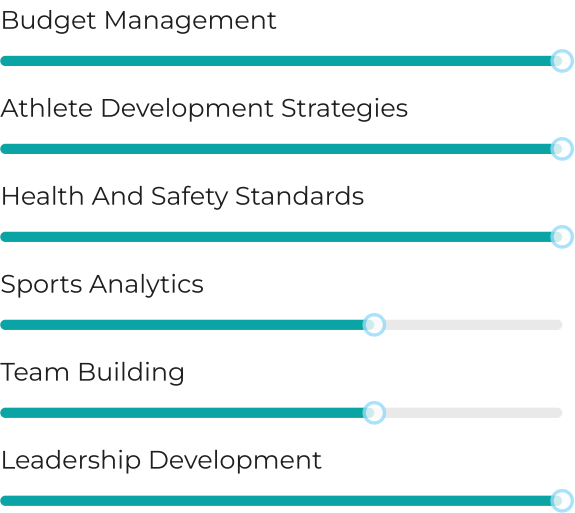 Budget Management
Athlete Development Strategies
Health And Safety Standards
Sports Analytics
Team Building
Leadership Development